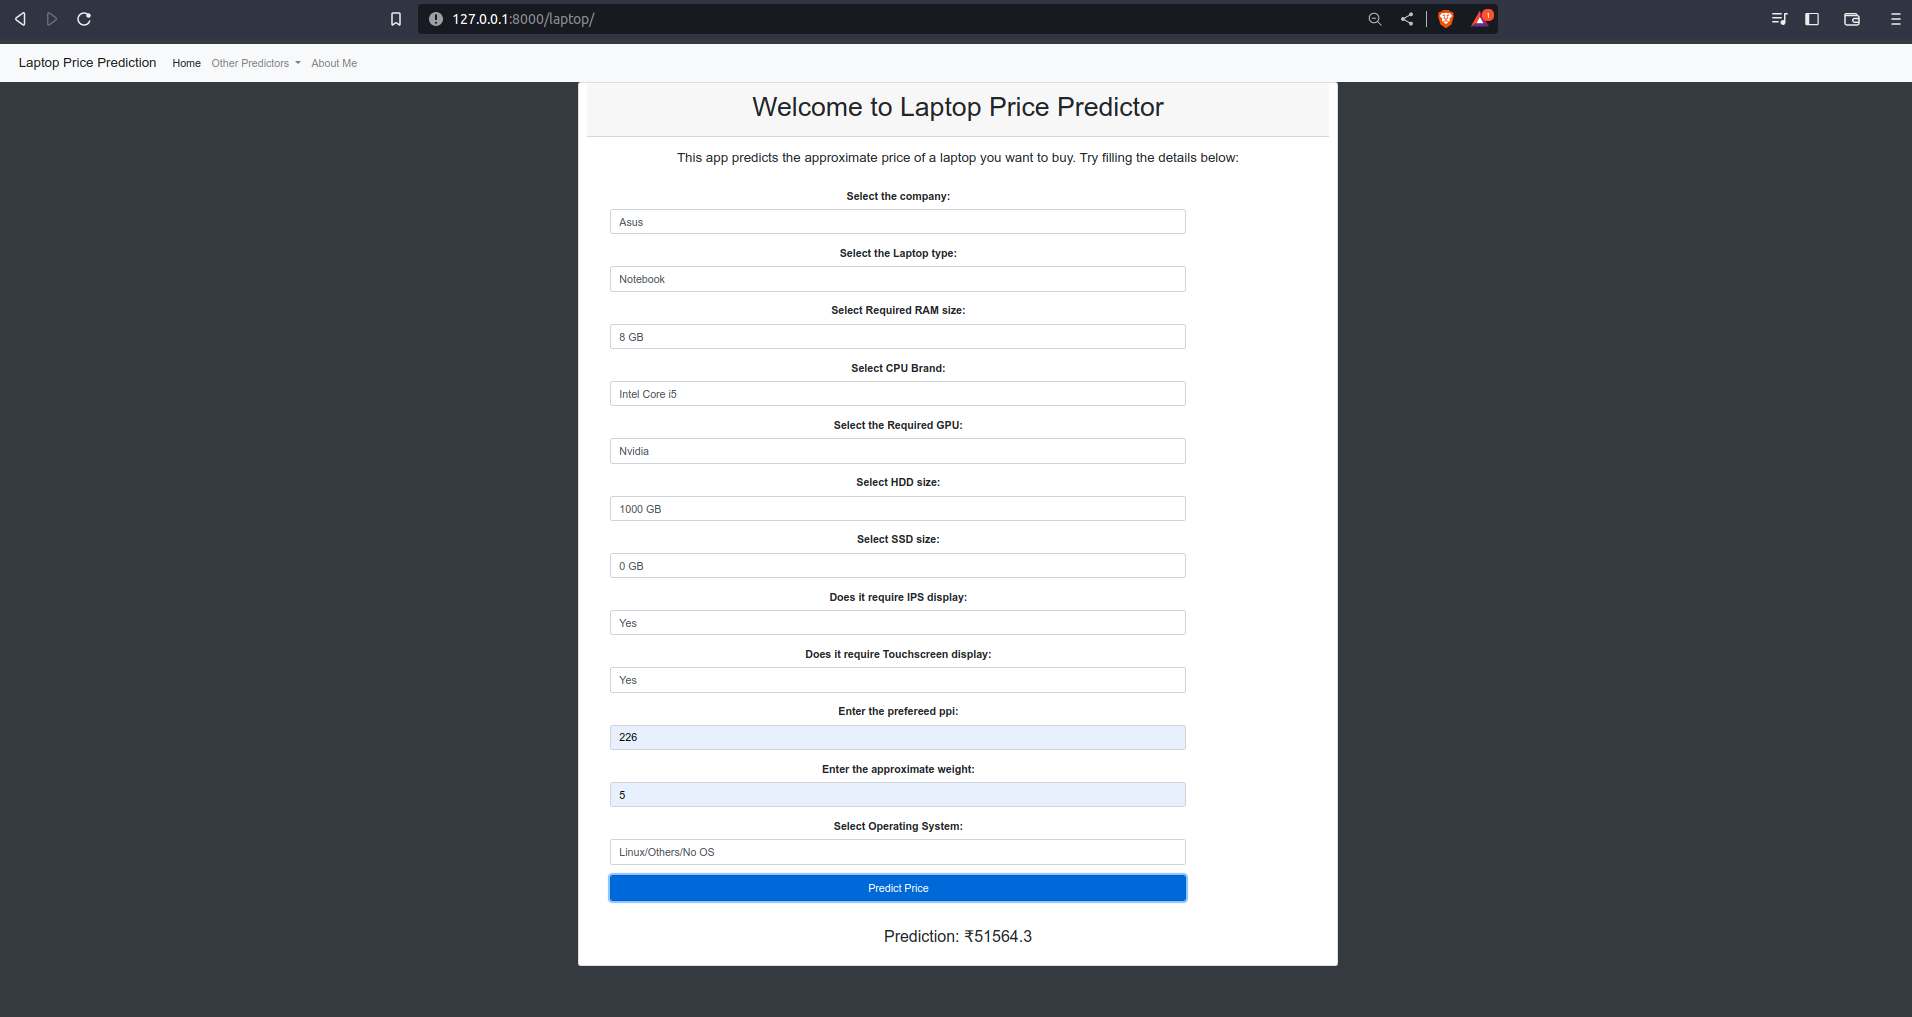 127.0.0.1:8000/laptop/
Laptop Price Prediction Home Other Predictors About Me
Welcome to Laptop Price Predictor
This app predicts the approximate price of a laptop you want to buy. Try filling the details below:
Select the company:
Asus
Select the Laptop type:
Notebook
Select Required RAM size:
8 GB
Select CPU Brand:
Intel Core i5
Select the Required GPU:
Nvidia
Select HDD size:
1000 GB
Select SSD size:
0 GB
Does it require IPS display:
Yes
Does it require Touchscreen display:
Yes
Enter the prefereed ppi:
226
Enter the approximate weight:
5
Select Operating System:
Linux/Others/No OS
Predict Price
Prediction: ₹51564.3